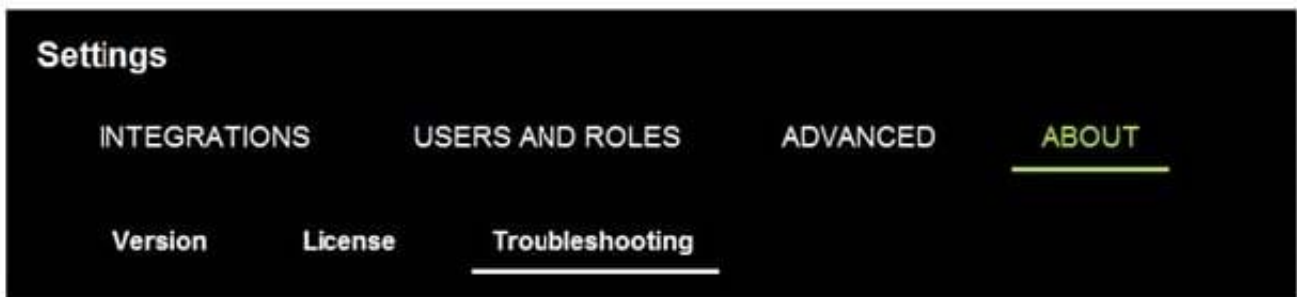 Settings
INTEGRATIONS USERS AND ROLES ADVANCED ABOUT
Version License Troubleshooting